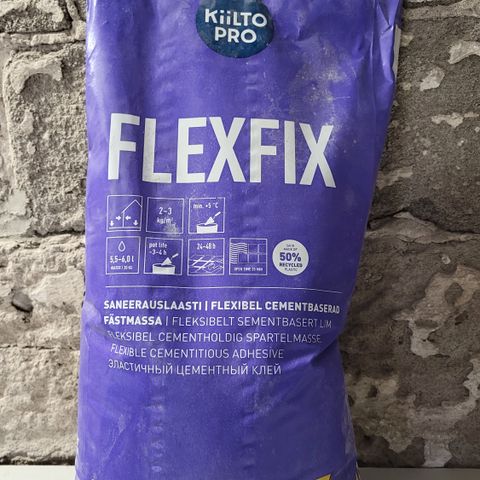 KiiLTO
PRO
FLEXFIX
2–3
kg/m²
min. +5 °C
5,5–6,0 l
pot life
~3–4 h
24–48 h
OPEN TIME
50%
RECYCLED
PLASTIC
SANEERAUSLAASTI | FLEXIBEL CEMENTBASERAD
FÄSTMASSA | FLEKSIBELT SEMENTBASERT LIM
FLEKSIBEL CEMENTHOLDIG SPARTELMASSE
FLEXIBLE CEMENTITIOUS ADHESIVE
ЭЛАСТИЧНЫЙ ЦЕМЕНТНЫЙ КЛЕЙ